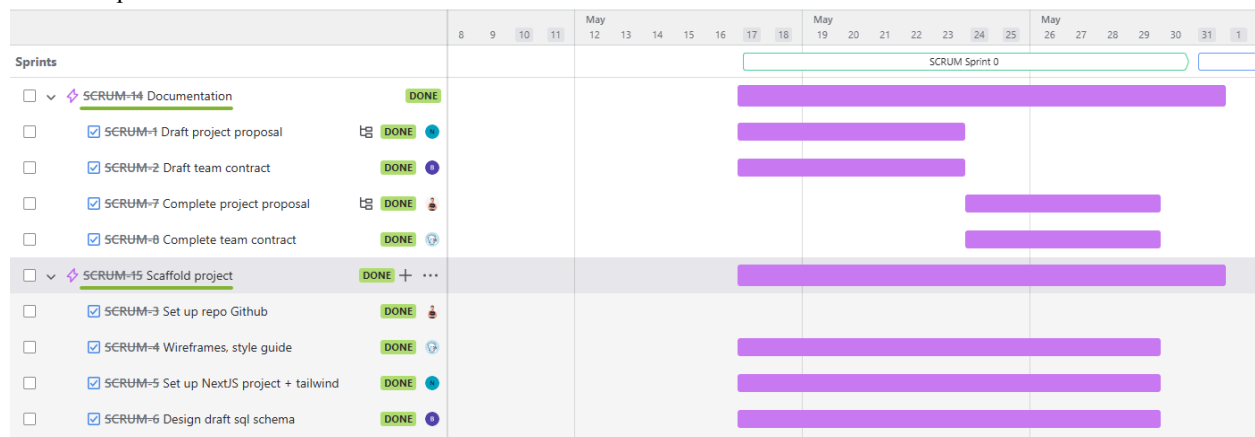 May May May
8 9 10 11 12 13 14 15 16 17 18 19 20 21 22 23 24 25 26 27 28 29 30 31 1
Sprints SCRUM Sprint 0
SCRUM-14 Documentation DONE
SCRUM-1 Draft project proposal DONE N
SCRUM-2 Draft team contract DONE B
SCRUM-7 Complete project proposal DONE
SCRUM-8 Complete team contract DONE
SCRUM-15 Scaffold project DONE
SCRUM-3 Set up repo Github DONE
SCRUM-4 Wireframes, style guide DONE
SCRUM-5 Set up NextJS project + tailwind DONE N
SCRUM-6 Design draft sql schema DONE B